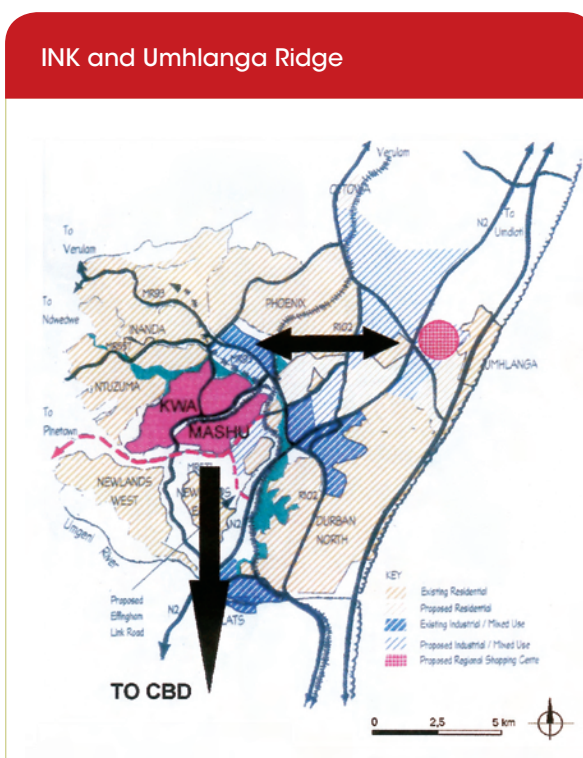 INK and Umhlanga Ridge
Verulam
To
Verulam
N2
To
Umdloti
To
Ndwedwe
MR93
PHOENIX
INANDA
R102
UMHLANGA
NTUZUMA
KWA
MASHU
To
Pinetown
NEWLANDS
WEST
R102
DURBAN
NORTH
N2
Umgeni
River
Proposed
Effingham
Link Road
N2
TO CBD
KEY
Existing Residential
Proposed Residential
Existing Industrial / Mixed Use
Proposed Industrial / Mixed Use
Proposed Regional Shopping Centre
0 2,5 5 km